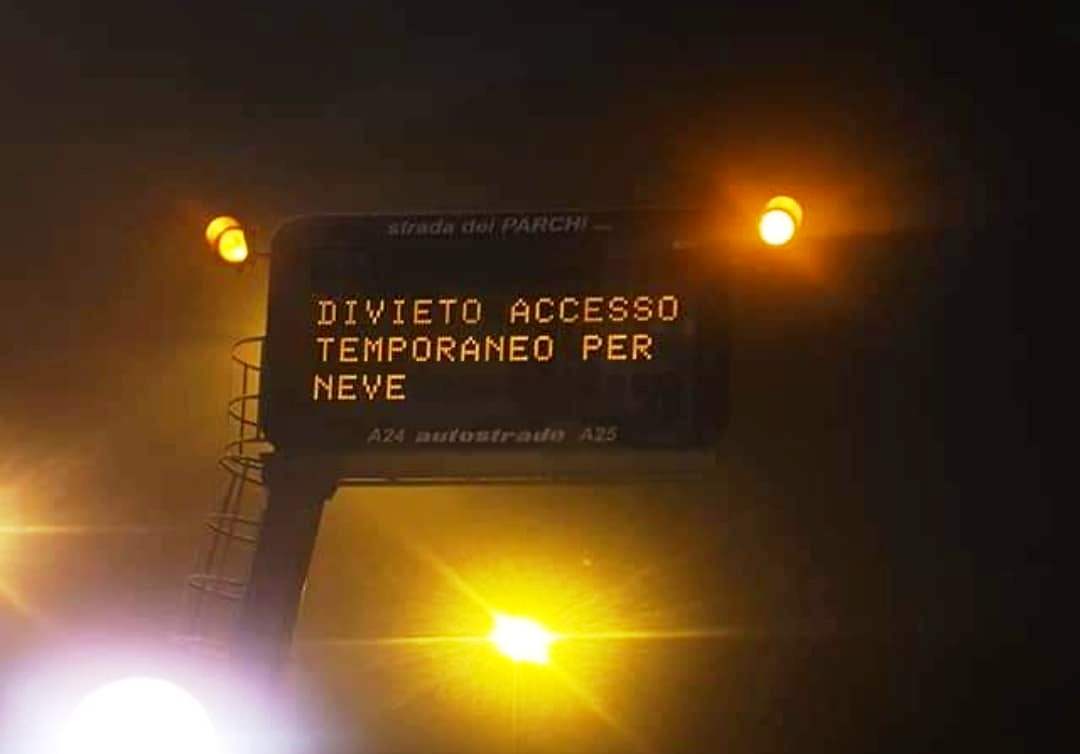 strada dei PARCHI
DIVIETO ACCESSO
TEMPORANEO PER
NEVE
A24 autostrade A25